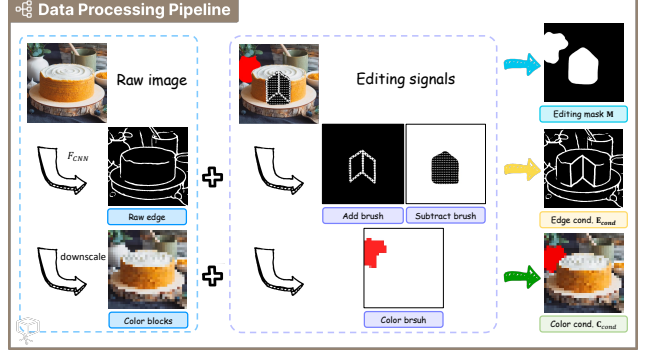 Data Processing Pipeline
Raw image
Editing signals
Editing mask M
F_CNN
Raw edge
Add brush
Subtract brush
Edge cond. E_cond
downscale
Color blocks
Color brsuh
Color cond. C_cond